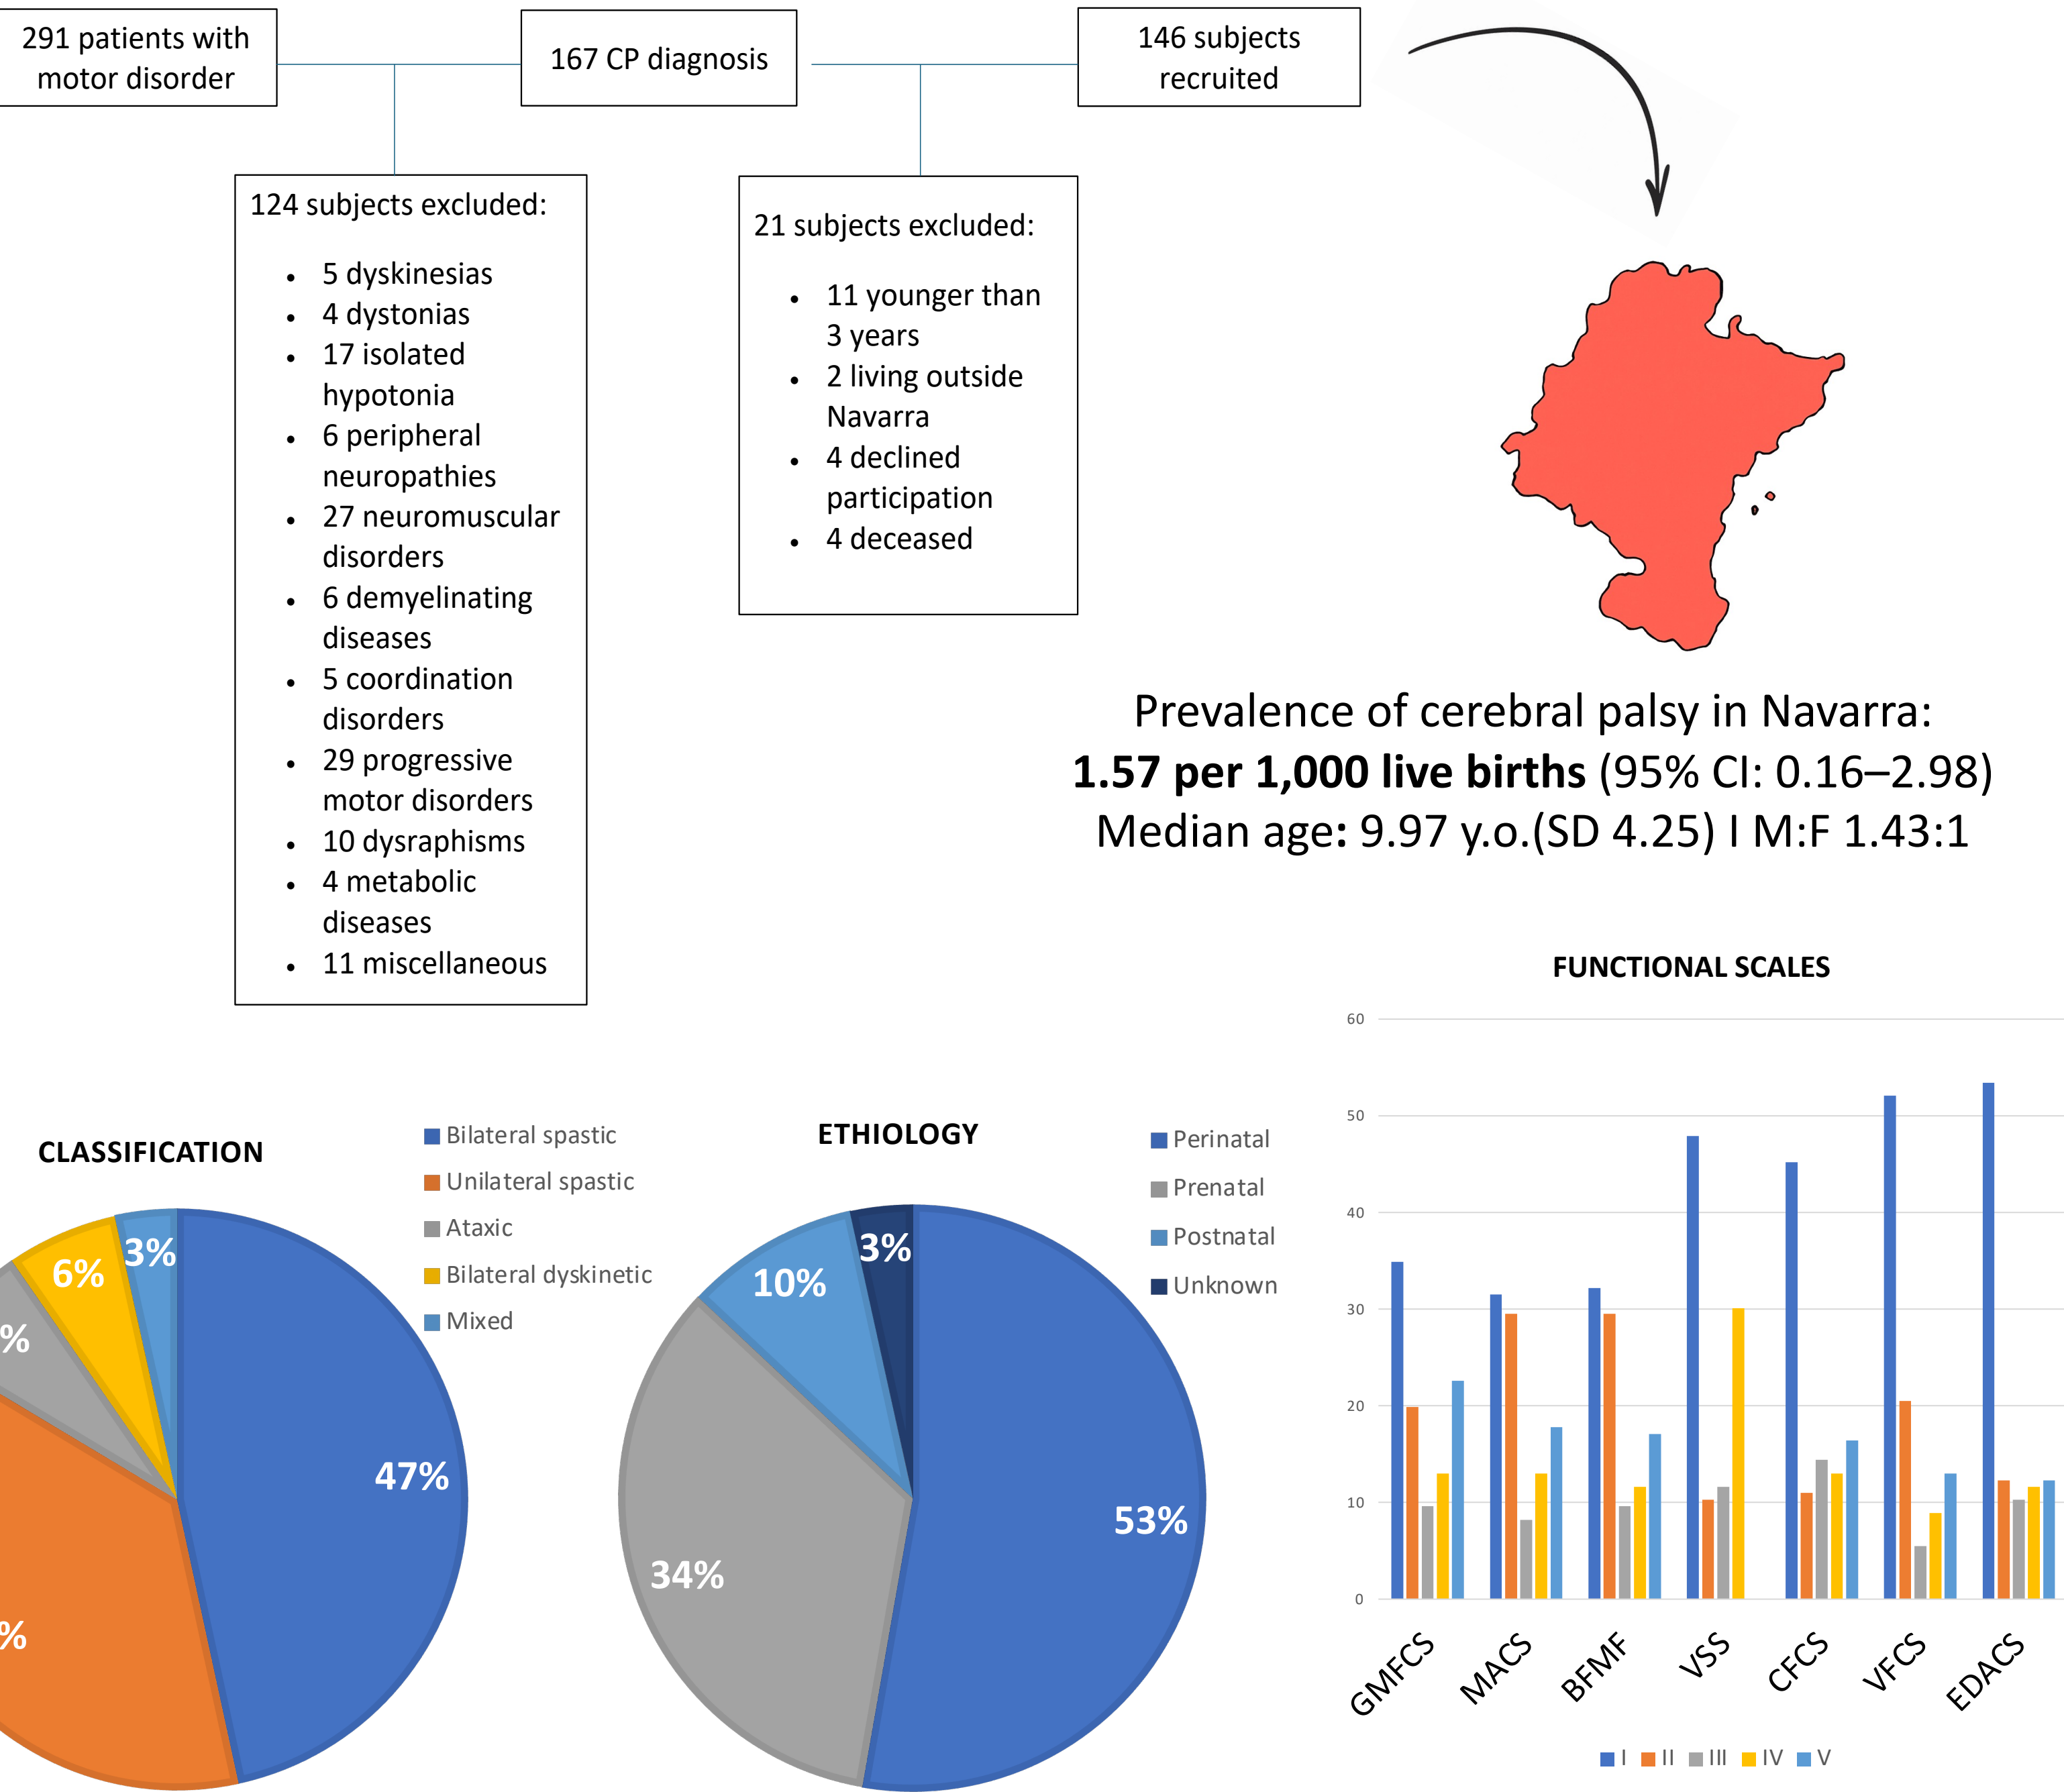 291 patients with
motor disorder
167 CP diagnosis
146 subjects
recruited
124 subjects excluded:
• 5 dyskinesias
• 4 dystonias
• 17 isolated
hypotonia
• 6 peripheral
neuropathies
• 27 neuromuscular
disorders
• 6 demyelinating
diseases
• 5 coordination
disorders
• 29 progressive
motor disorders
• 10 dysraphisms
• 4 metabolic
diseases
• 11 miscellaneous
21 subjects excluded:
• 11 younger than
3 years
• 2 living outside
Navarra
• 4 declined
participation
• 4 deceased
Prevalence of cerebral palsy in Navarra:
1.57 per 1,000 live births (95% CI: 0.16–2.98)
Median age: 9.97 y.o.(SD 4.25) I M:F 1.43:1
CLASSIFICATION
Bilateral spastic
Unilateral spastic
Ataxic
Bilateral dyskinetic
Mixed
3%
6%
%
47%
%
ETHIOLOGY
Perinatal
Prenatal
Postnatal
Unknown
3%
10%
53%
34%
FUNCTIONAL SCALES
60
50
40
30
20
10
0
GMFCS
MACS
BFMF
VSS
CFCS
VFCS
EDACS
I II III IV V